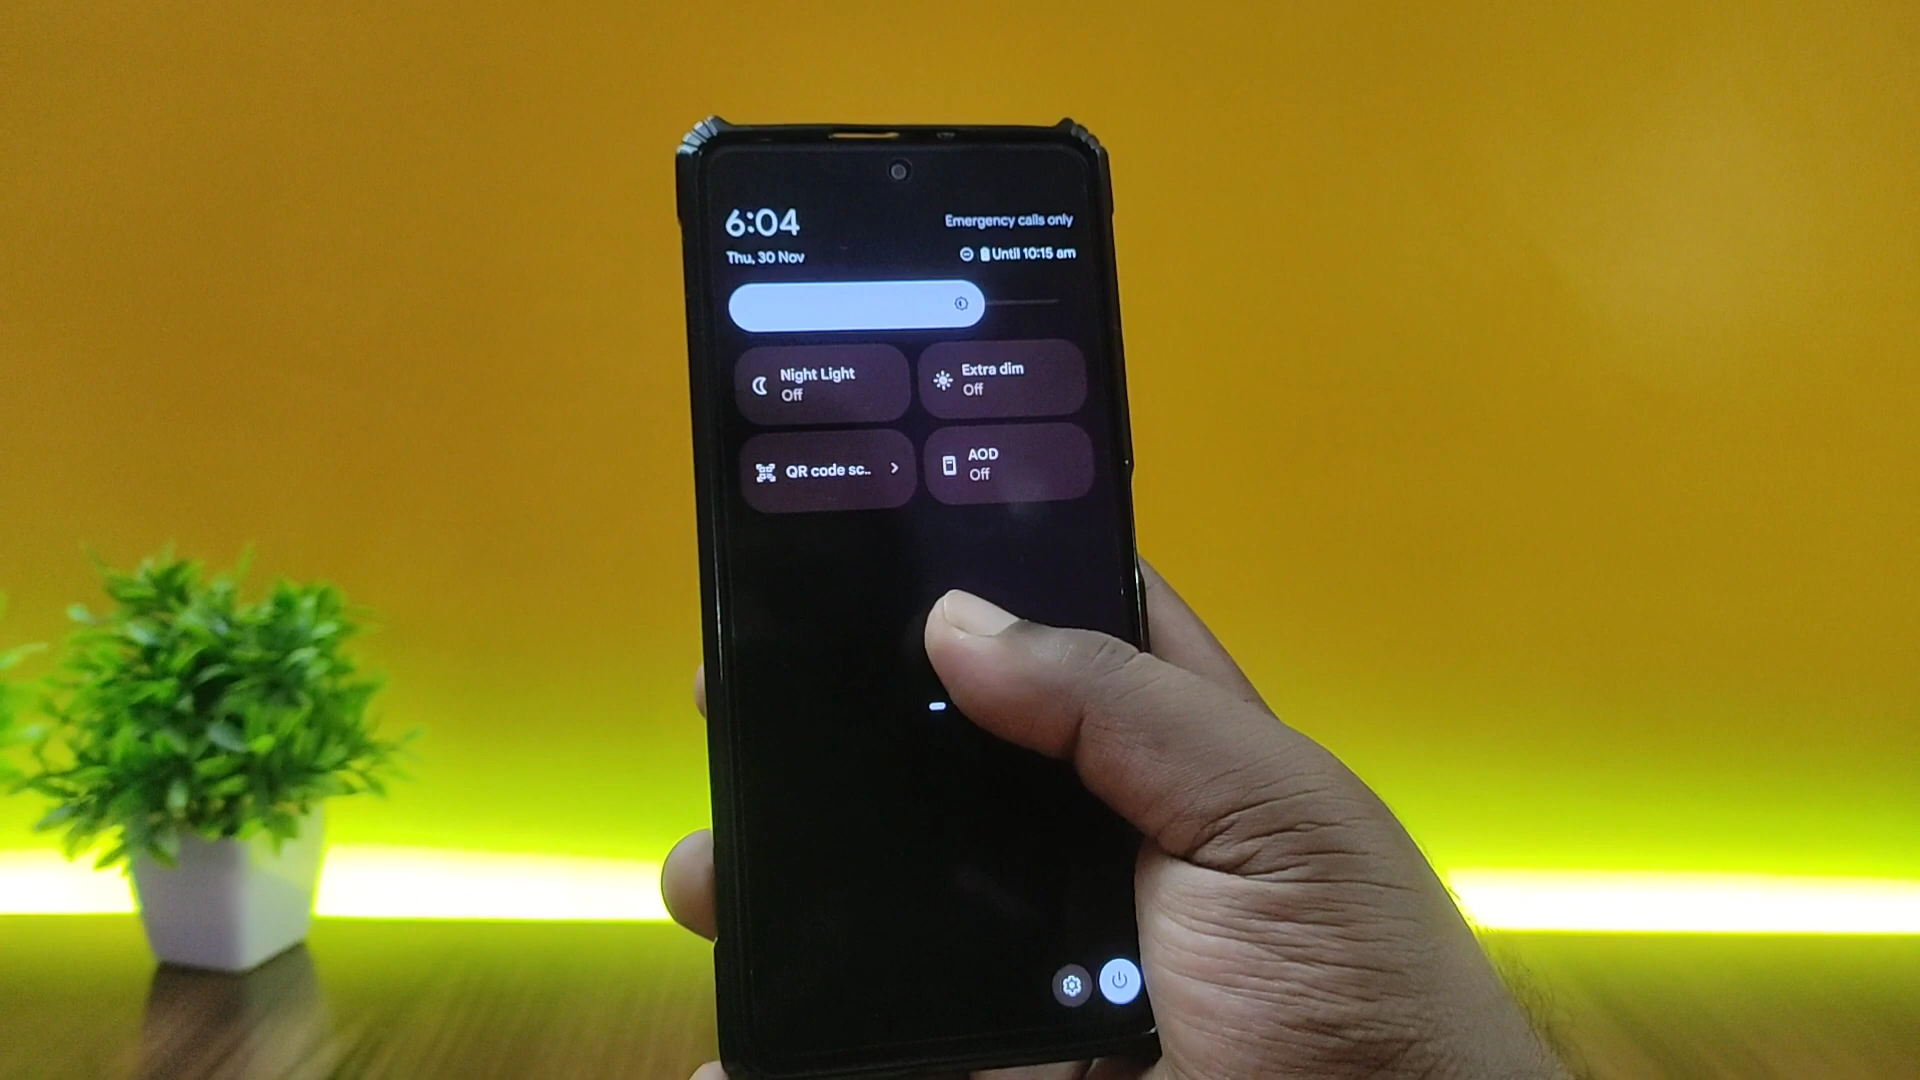 6:04
Emergency calls only
Thu, 30 Nov
Until 10:15 am
Night Light
Off
Extra dim
Off
QR code sc..
AOD
Off